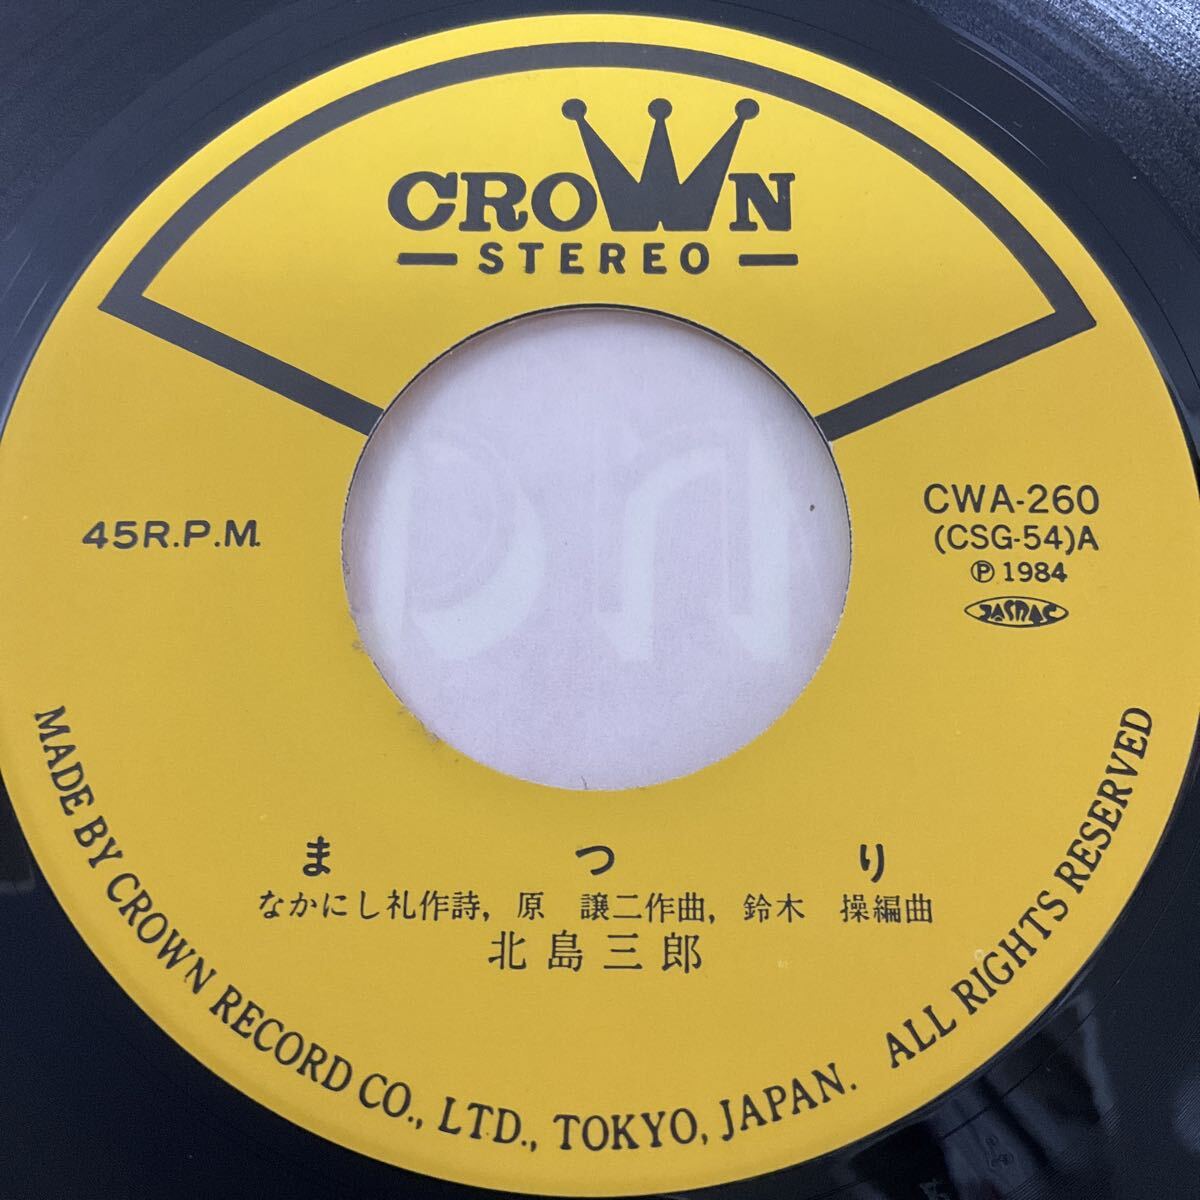 CROWN
STEREO
45R.P.M.
CWA-260
(CSG-54)A
Ⓟ 1984
JASRAC
まつり
なかにし礼作詩, 原 譲二作曲, 鈴木 操編曲
北島三郎
MADE BY CROWN RECORD CO., LTD., TOKYO, JAPAN. ALL RIGHTS RESERVED